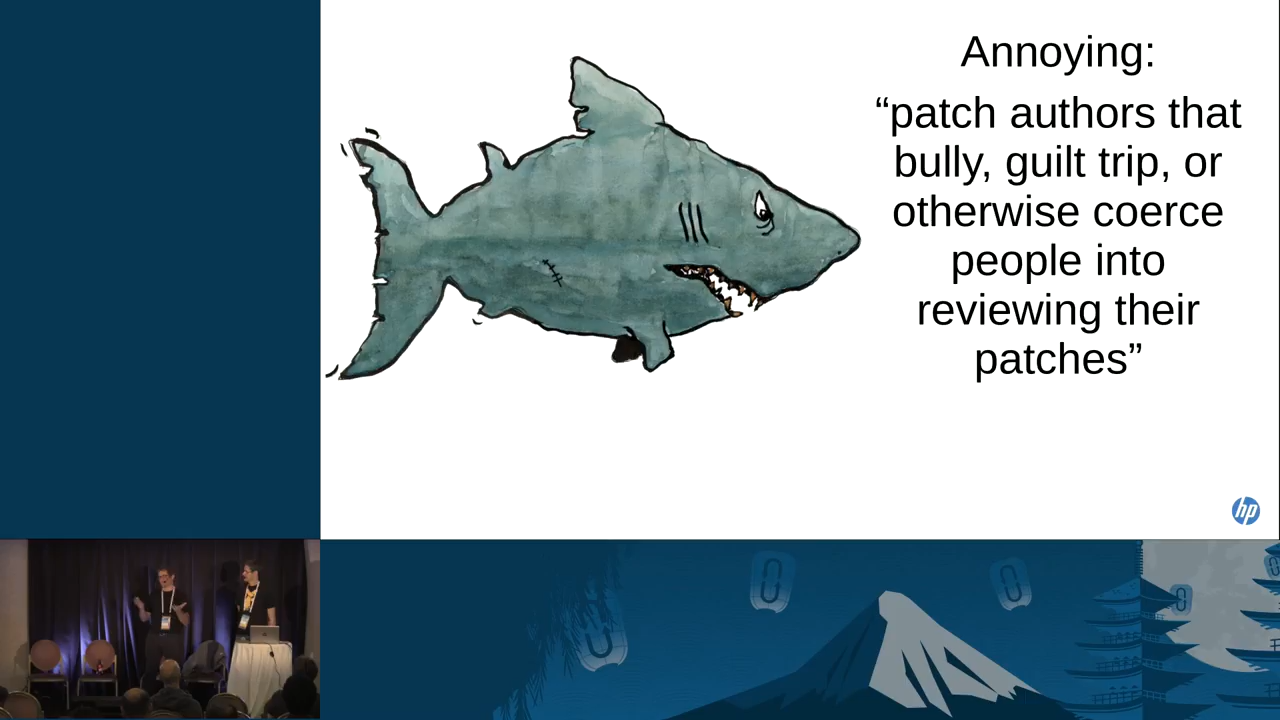 Annoying:
“patch authors that
bully, guilt trip, or
otherwise coerce
people into
reviewing their
patches”
hp